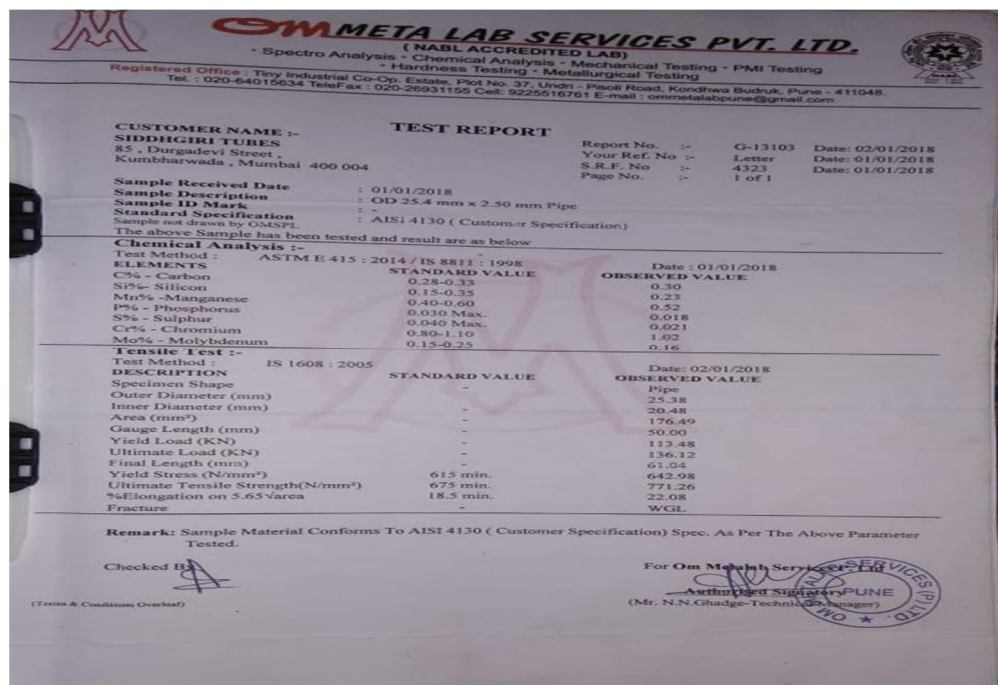 OM META LAB SERVICES PVT. LTD.
( NABL ACCREDITED LAB)
• Spectro Analysis • Chemical Analysis • Mechanical Testing • PMI Testing
• Hardness Testing • Metallurgical Testing
Registered Office : Tiny Industrial Co-Op. Estate, Plot No. 37, Undri - Pisoli Road, Kondhwa Budruk, Pune - 411048.
Tel. : 020-64015634 TeleFax : 020-26931155 Cell: 9225516761 E-mail : ommetalabpune@gmail.com
TEST REPORT
CUSTOMER NAME :-
SIDDHGIRI TUBES
85 , Durgadevi Street ,
Kumbharwada , Mumbai 400 004
Report No. :- G-13103 Date: 02/01/2018
Your Ref. No :- Letter Date: 01/01/2018
S.R.F. No :- 4323 Date: 01/01/2018
Page No. :- 1 of 1
Sample Received Date : 01/01/2018
Sample Description : OD 25.4 mm x 2.50 mm Pipe
Sample ID Mark : -
Standard Specification : AISI 4130 ( Customer Specification)
Sample not drawn by OMSPL
The above Sample has been tested and result are as below
Chemical Analysis :-
Test Method : ASTM E 415 : 2014 / IS 8811 : 1998 Date : 01/01/2018
ELEMENTS STANDARD VALUE OBSERVED VALUE
C% - Carbon 0.28-0.33 0.30
Si%- Silicon 0.15-0.35 0.23
Mn% -Manganese 0.40-0.60 0.52
P% - Phosphorus 0.030 Max. 0.018
S% - Sulphur 0.040 Max. 0.021
Cr% - Chromium 0.80-1.10 1.02
Mo% - Molybdenum 0.15-0.25 0.16
Tensile Test :-
Test Method : IS 1608 : 2005 Date: 02/01/2018
DESCRIPTION STANDARD VALUE OBSERVED VALUE
Specimen Shape - Pipe
Outer Diameter (mm) 25.38
Inner Diameter (mm) - 20.48
Area (mm²) - 176.49
Gauge Length (mm) - 50.00
Yield Load (KN) - 113.48
Ultimate Load (KN) - 136.12
Final Length (mm) - 61.04
Yield Stress (N/mm²) 615 min. 642.98
Ultimate Tensile Strength(N/mm²) 675 min. 771.26
%Elongation on 5.65√area 18.5 min. 22.08
Fracture - WGL
Remark: Sample Material Conforms To AISI 4130 ( Customer Specification) Spec. As Per The Above Parameter
Tested.
Checked By
For Om Metalab Services P. Ltd
Authorised Signatory
(Mr. N.N.Ghadge-Technical Manager)
(Terms & Conditions Overleaf)
PUNE